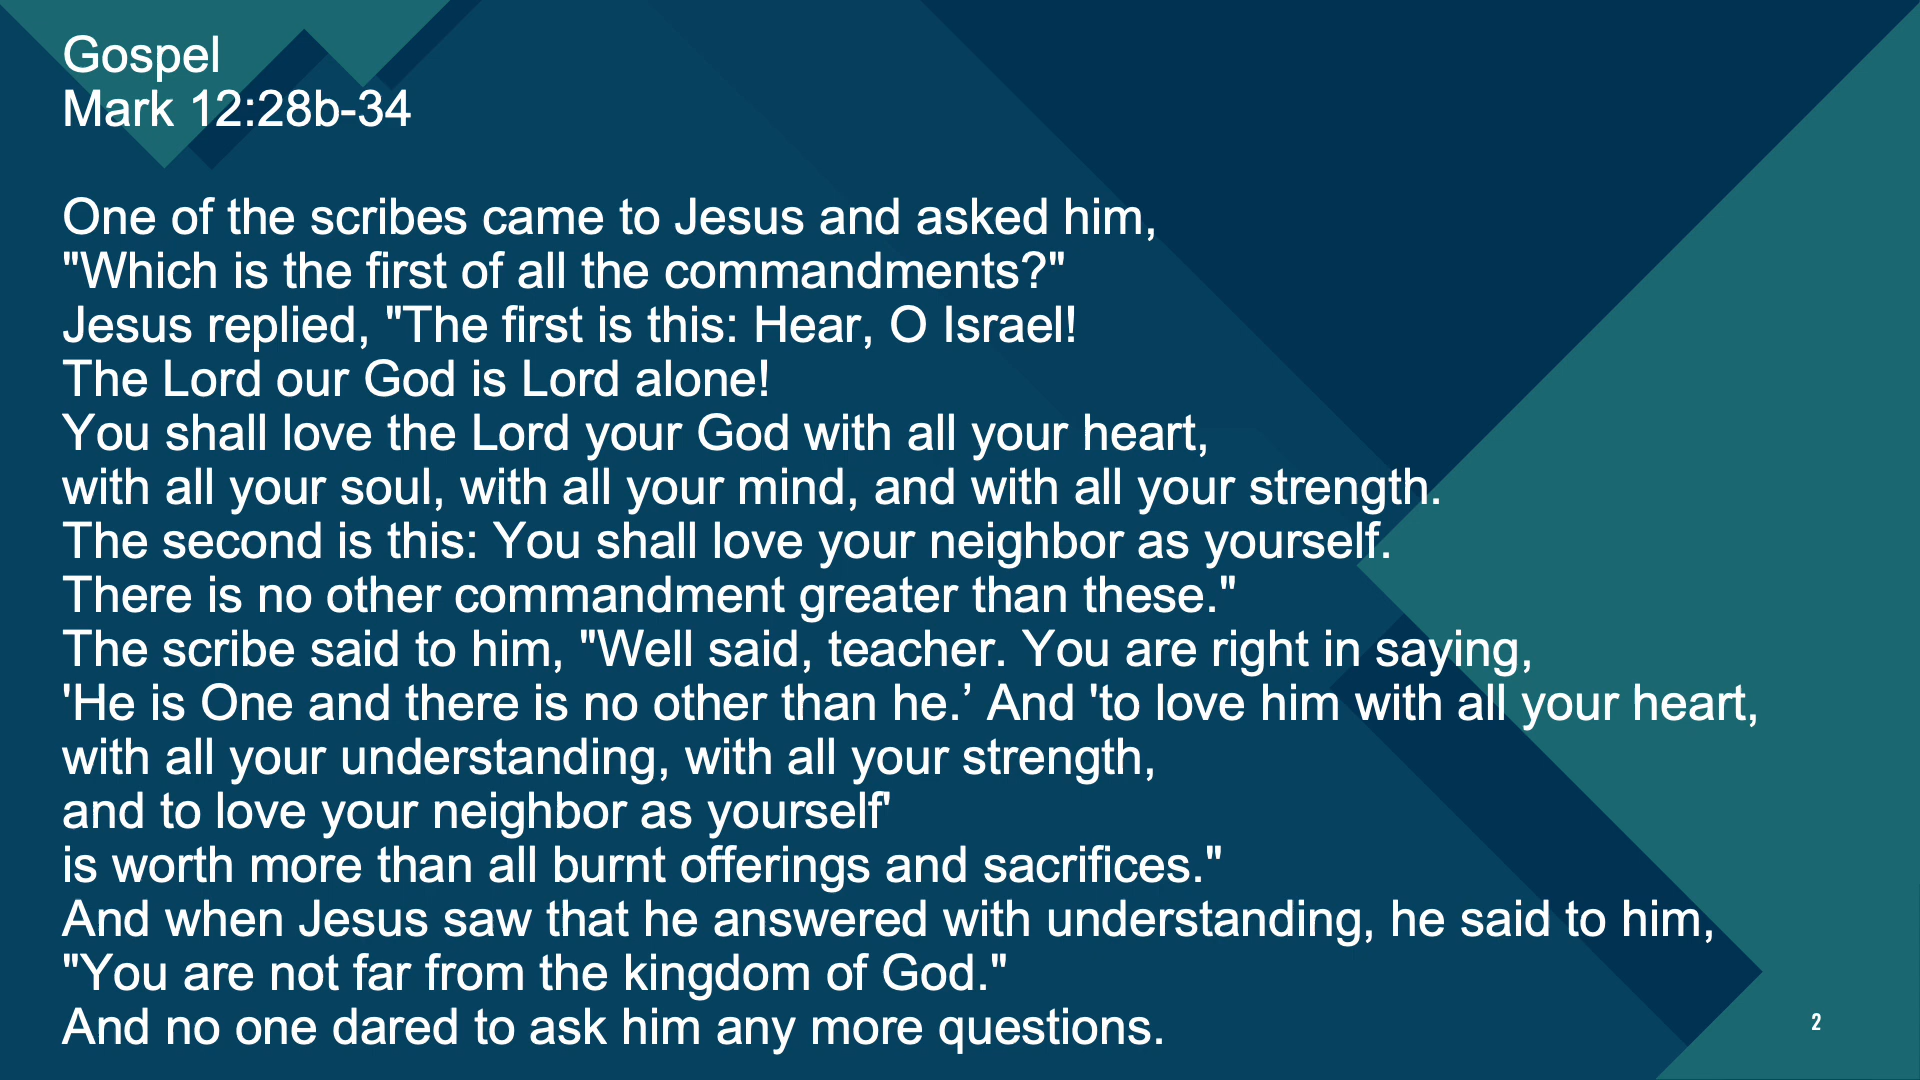 Gospel
Mark 12:28b-34
One of the scribes came to Jesus and asked him,
"Which is the first of all the commandments?"
Jesus replied, "The first is this: Hear, O Israel!
The Lord our God is Lord alone!
You shall love the Lord your God with all your heart,
with all your soul, with all your mind, and with all your strength.
The second is this: You shall love your neighbor as yourself.
There is no other commandment greater than these."
The scribe said to him, "Well said, teacher. You are right in saying,
'He is One and there is no other than he.’ And 'to love him with all your heart,
with all your understanding, with all your strength,
and to love your neighbor as yourself'
is worth more than all burnt offerings and sacrifices."
And when Jesus saw that he answered with understanding, he said to him,
"You are not far from the kingdom of God."
And no one dared to ask him any more questions.
2